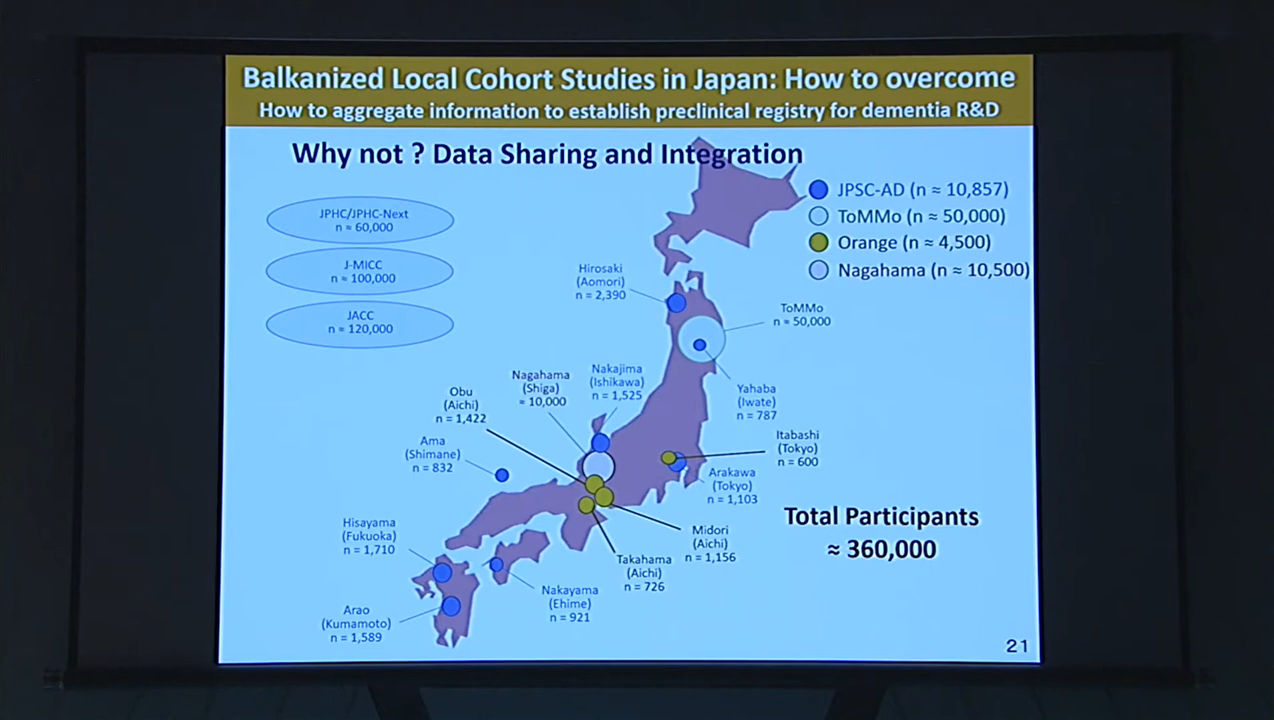 Balkanized Local Cohort Studies in Japan: How to overcome
How to aggregate information to establish preclinical registry for dementia R&D
Why not ? Data Sharing and Integration
JPHC/JPHC-Next
n ≈ 60,000
J-MICC
n ≈ 100,000
JACC
n ≈ 120,000
JPSC-AD (n ≈ 10,857)
ToMMo (n ≈ 50,000)
Orange (n ≈ 4,500)
Nagahama (n ≈ 10,500)
Hirosaki
(Aomori)
n = 2,390
ToMMo
n ≈ 50,000
Yahaba
(Iwate)
n = 787
Nakajima
(Ishikawa)
n = 1,525
Nagahama
(Shiga)
≈ 10,000
Obu
(Aichi)
n = 1,422
Ama
(Shimane)
n = 832
Itabashi
(Tokyo)
n = 600
Arakawa
(Tokyo)
n = 1,103
Midori
(Aichi)
n = 1,156
Takahama
(Aichi)
n = 726
Hisayama
(Fukuoka)
n = 1,710
Nakayama
(Ehime)
n = 921
Arao
(Kumamoto)
n = 1,589
Total Participants
≈ 360,000
21